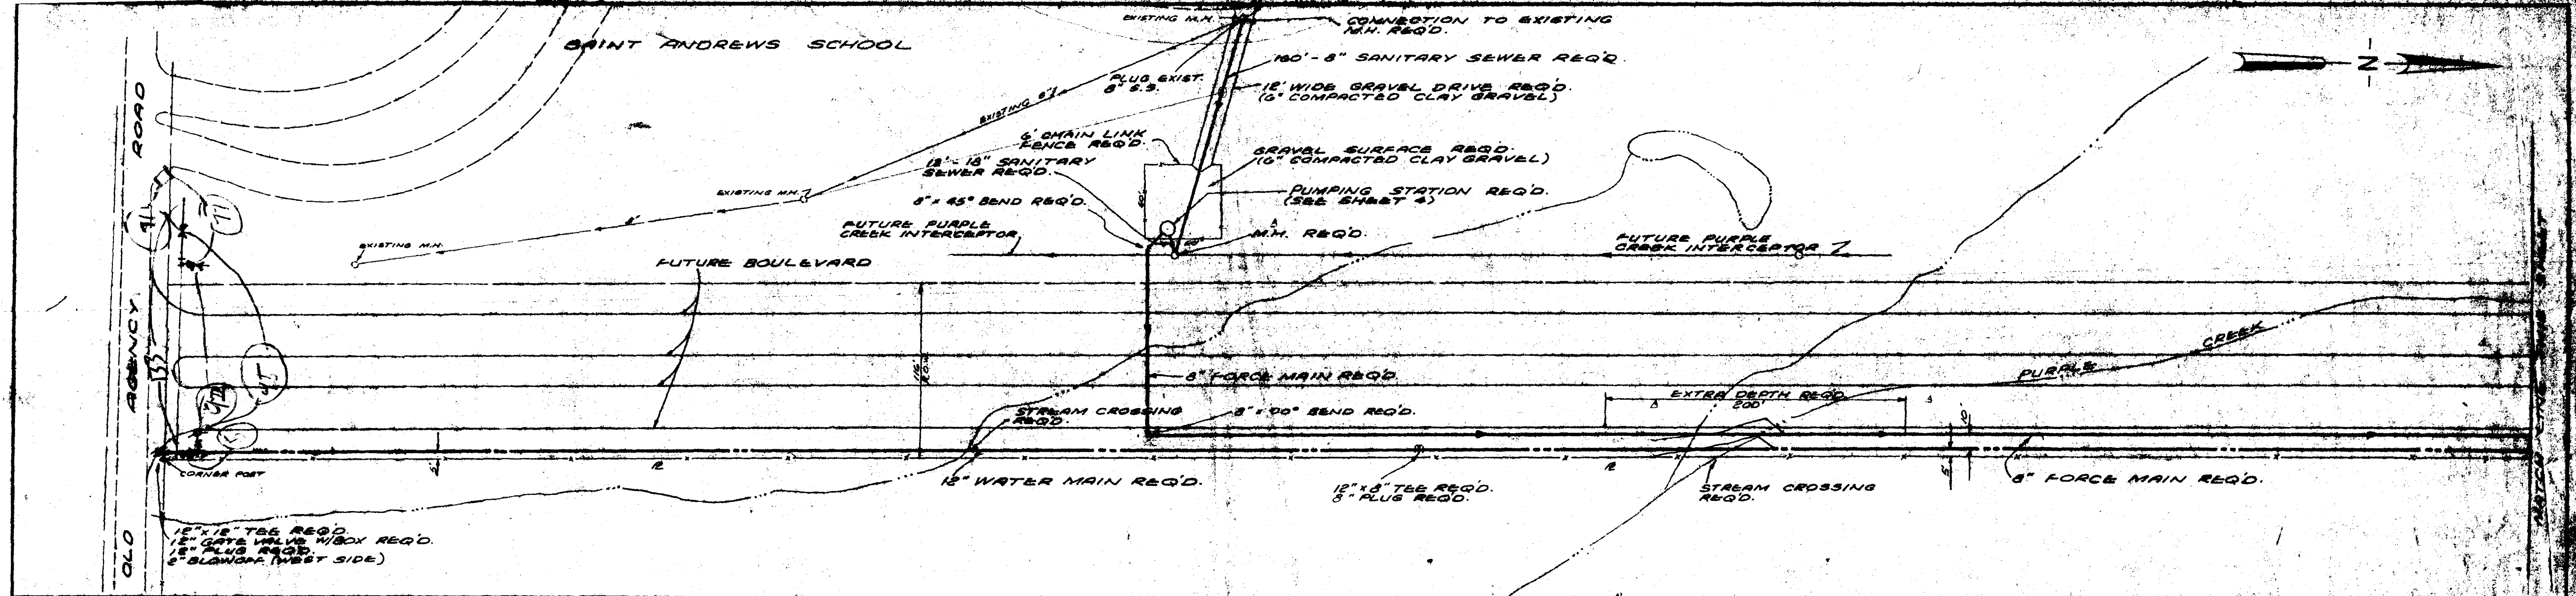 SAINT ANDREWS SCHOOL
EXISTING M.H.
CONNECTION TO EXISTING
M.H. REQ'D.
160'-8" SANITARY SEWER REQ'D.
PLUG EXIST.
8" S.S.
12' WIDE GRAVEL DRIVE REQ'D.
(6" COMPACTED CLAY GRAVEL)
EXISTING 8"
6' CHAIN LINK
FENCE REQ'D.
GRAVEL SURFACE REQ'D.
(6" COMPACTED CLAY GRAVEL)
SANITARY
SEWER REQ'D.
EXISTING M.H.
PUMPING STATION REQ'D.
(SEE SHEET 4)
8" x 45° BEND REQ'D.
8"
FUTURE PURPLE
CREEK INTERCEPTOR
M.H. REQ'D.
FUTURE PURPLE
CREEK INTERCEPTOR
EXISTING M.H.
FUTURE BOULEVARD
N
OLD AGENCY ROAD
R.O.W.
8" FORCE MAIN REQ'D.
PURPLE CREEK
EXTRA DEPTH REQ'D.
200'
STREAM CROSSING
REQ'D.
8" x 90° BEND REQ'D.
10'
5'
CORNER POST
12" WATER MAIN REQ'D.
12" x 8" TEE REQ'D.
8" PLUG REQ'D.
STREAM CROSSING
REQ'D.
8" FORCE MAIN REQ'D.
12" x 12" TEE REQ'D.
12" GATE VALVE W/BOX REQ'D.
12" PLUG REQ'D.
2" BLOWOFF (WEST SIDE)
MATCH LINE